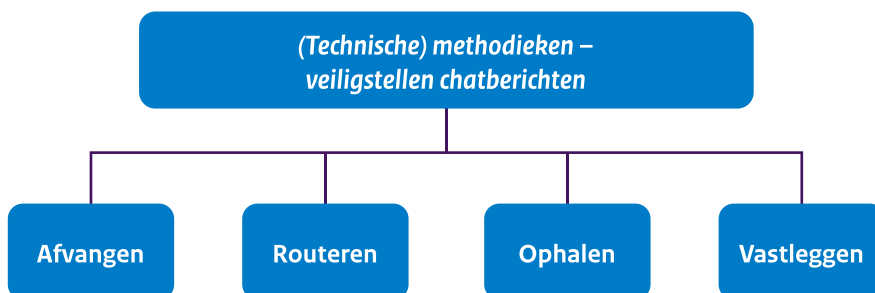 (Technische) methodieken –
veiligstellen chatberichten
Afvangen
Routeren
Ophalen
Vastleggen